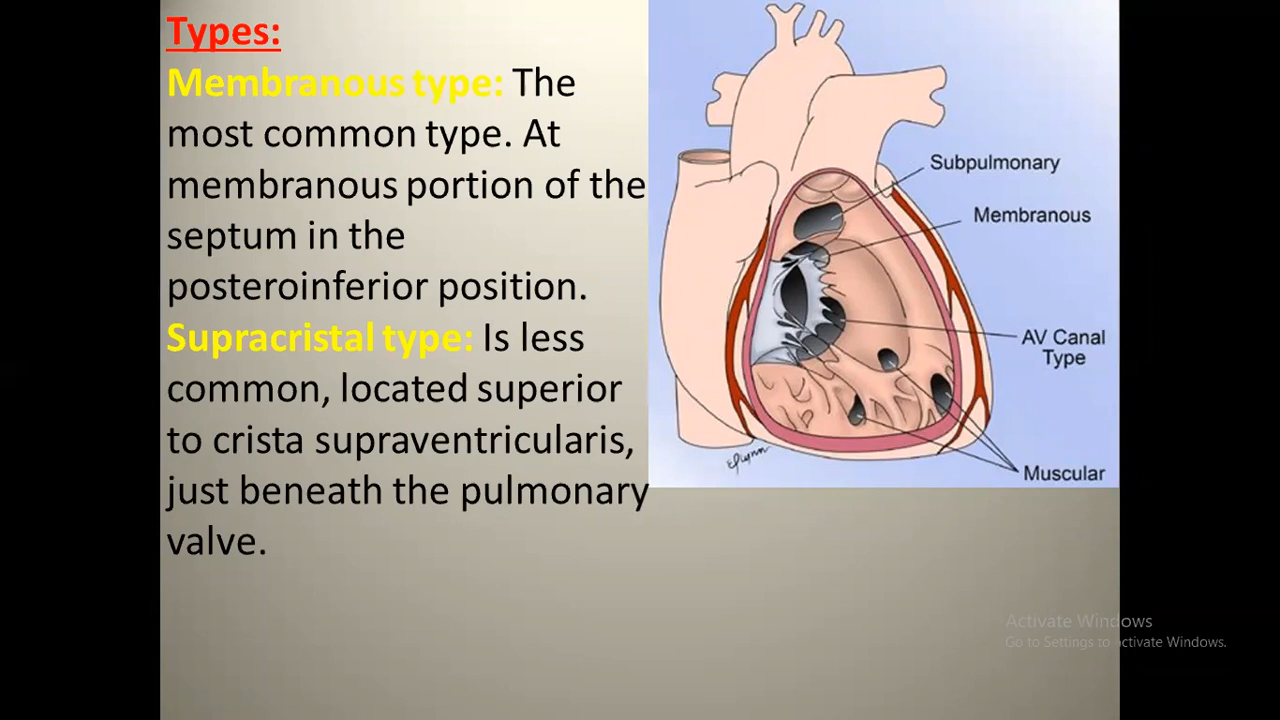 Types:
Membranous type: The
most common type. At
membranous portion of the
septum in the
posteroinferior position.
Supracristal type: Is less
common, located superior
to crista supraventricularis,
just beneath the pulmonary
valve.
Subpulmonary
Membranous
AV Canal
Type
Muscular
Activate Windows
Go to Settings to activate Windows.